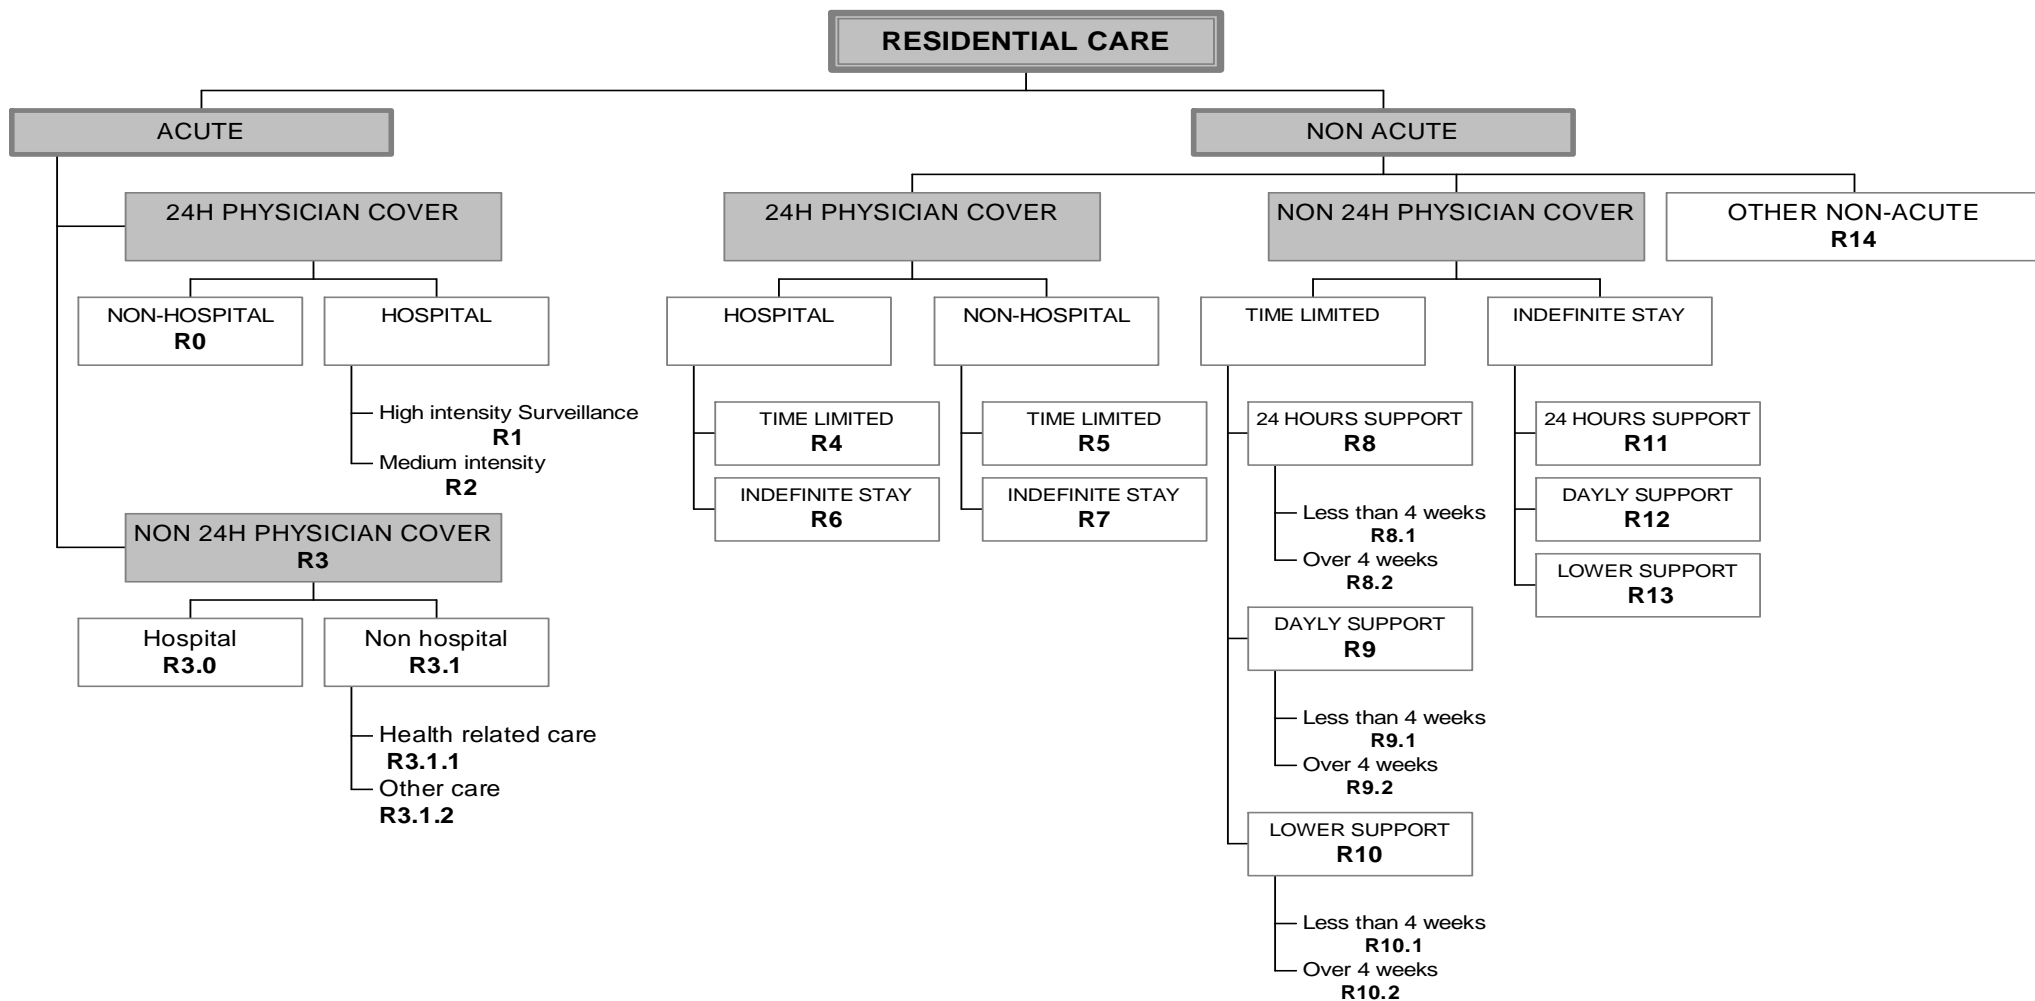 RESIDENTIAL CARE
ACUTE
24H PHYSICIAN COVER
NON-HOSPITAL
R0
HOSPITAL
High intensity Surveillance
R1
Medium intensity
R2
NON 24H PHYSICIAN COVER
R3
Hospital
R3.0
Non hospital
R3.1
Health related care
R3.1.1
Other care
R3.1.2
NON ACUTE
24H PHYSICIAN COVER
HOSPITAL
TIME LIMITED
R4
INDEFINITE STAY
R6
NON-HOSPITAL
TIME LIMITED
R5
INDEFINITE STAY
R7
NON 24H PHYSICIAN COVER
TIME LIMITED
24 HOURS SUPPORT
R8
Less than 4 weeks
R8.1
Over 4 weeks
R8.2
DAYLY SUPPORT
R9
Less than 4 weeks
R9.1
Over 4 weeks
R9.2
LOWER SUPPORT
R10
Less than 4 weeks
R10.1
Over 4 weeks
R10.2
INDEFINITE STAY
24 HOURS SUPPORT
R11
DAYLY SUPPORT
R12
LOWER SUPPORT
R13
OTHER NON-ACUTE
R14